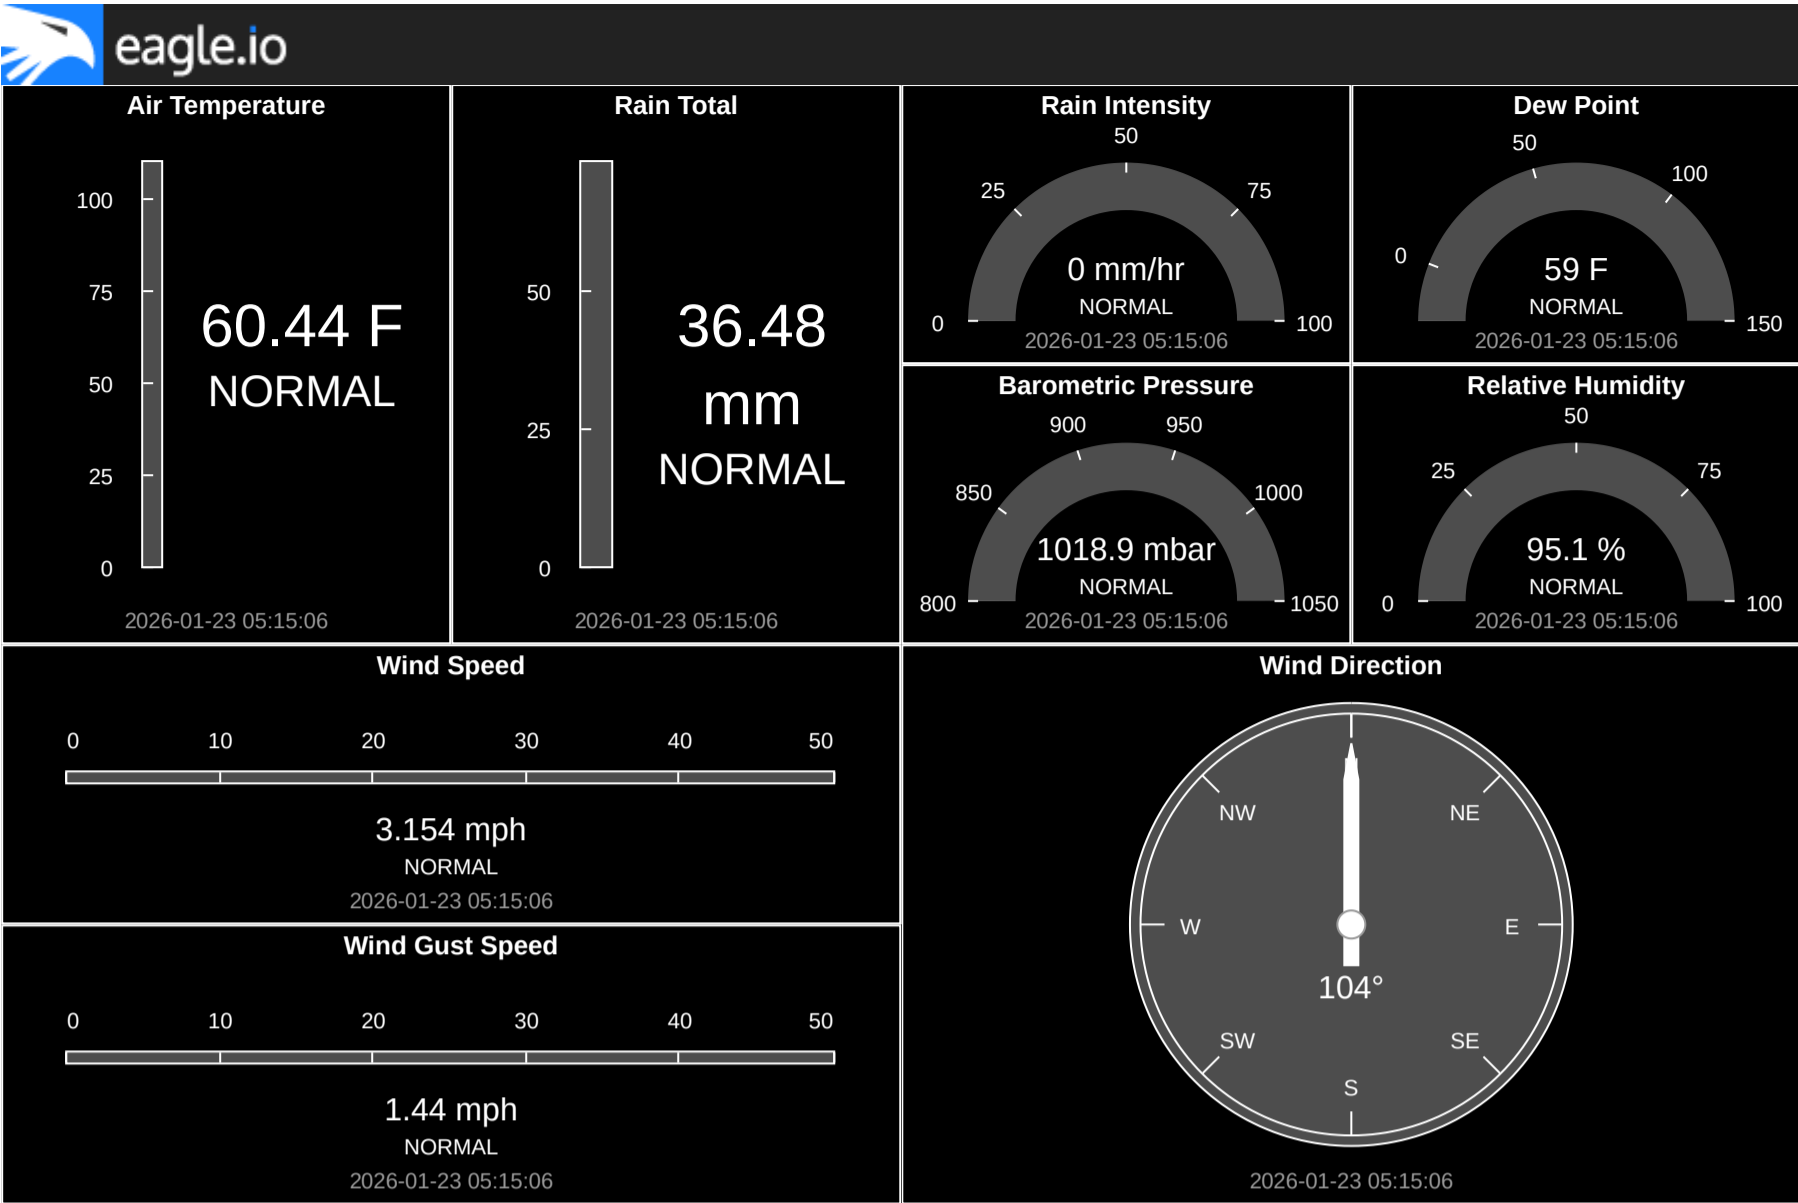 eagle.io
Air Temperature
100
75
50
25
0
60.44 F
NORMAL
2026-01-23 05:15:06
Rain Total
50
25
0
36.48
mm
NORMAL
2026-01-23 05:15:06
Rain Intensity
50
25
75
0
100
0 mm/hr
NORMAL
2026-01-23 05:15:06
Dew Point
50
100
0
150
59 F
NORMAL
2026-01-23 05:15:06
Barometric Pressure
900
950
850
1000
800
1050
1018.9 mbar
NORMAL
2026-01-23 05:15:06
Relative Humidity
50
25
75
0
100
95.1 %
NORMAL
2026-01-23 05:15:06
Wind Speed
0 10 20 30 40 50
3.154 mph
NORMAL
2026-01-23 05:15:06
Wind Gust Speed
0 10 20 30 40 50
1.44 mph
NORMAL
2026-01-23 05:15:06
Wind Direction
NW NE
W E
104°
SW SE
S
2026-01-23 05:15:06